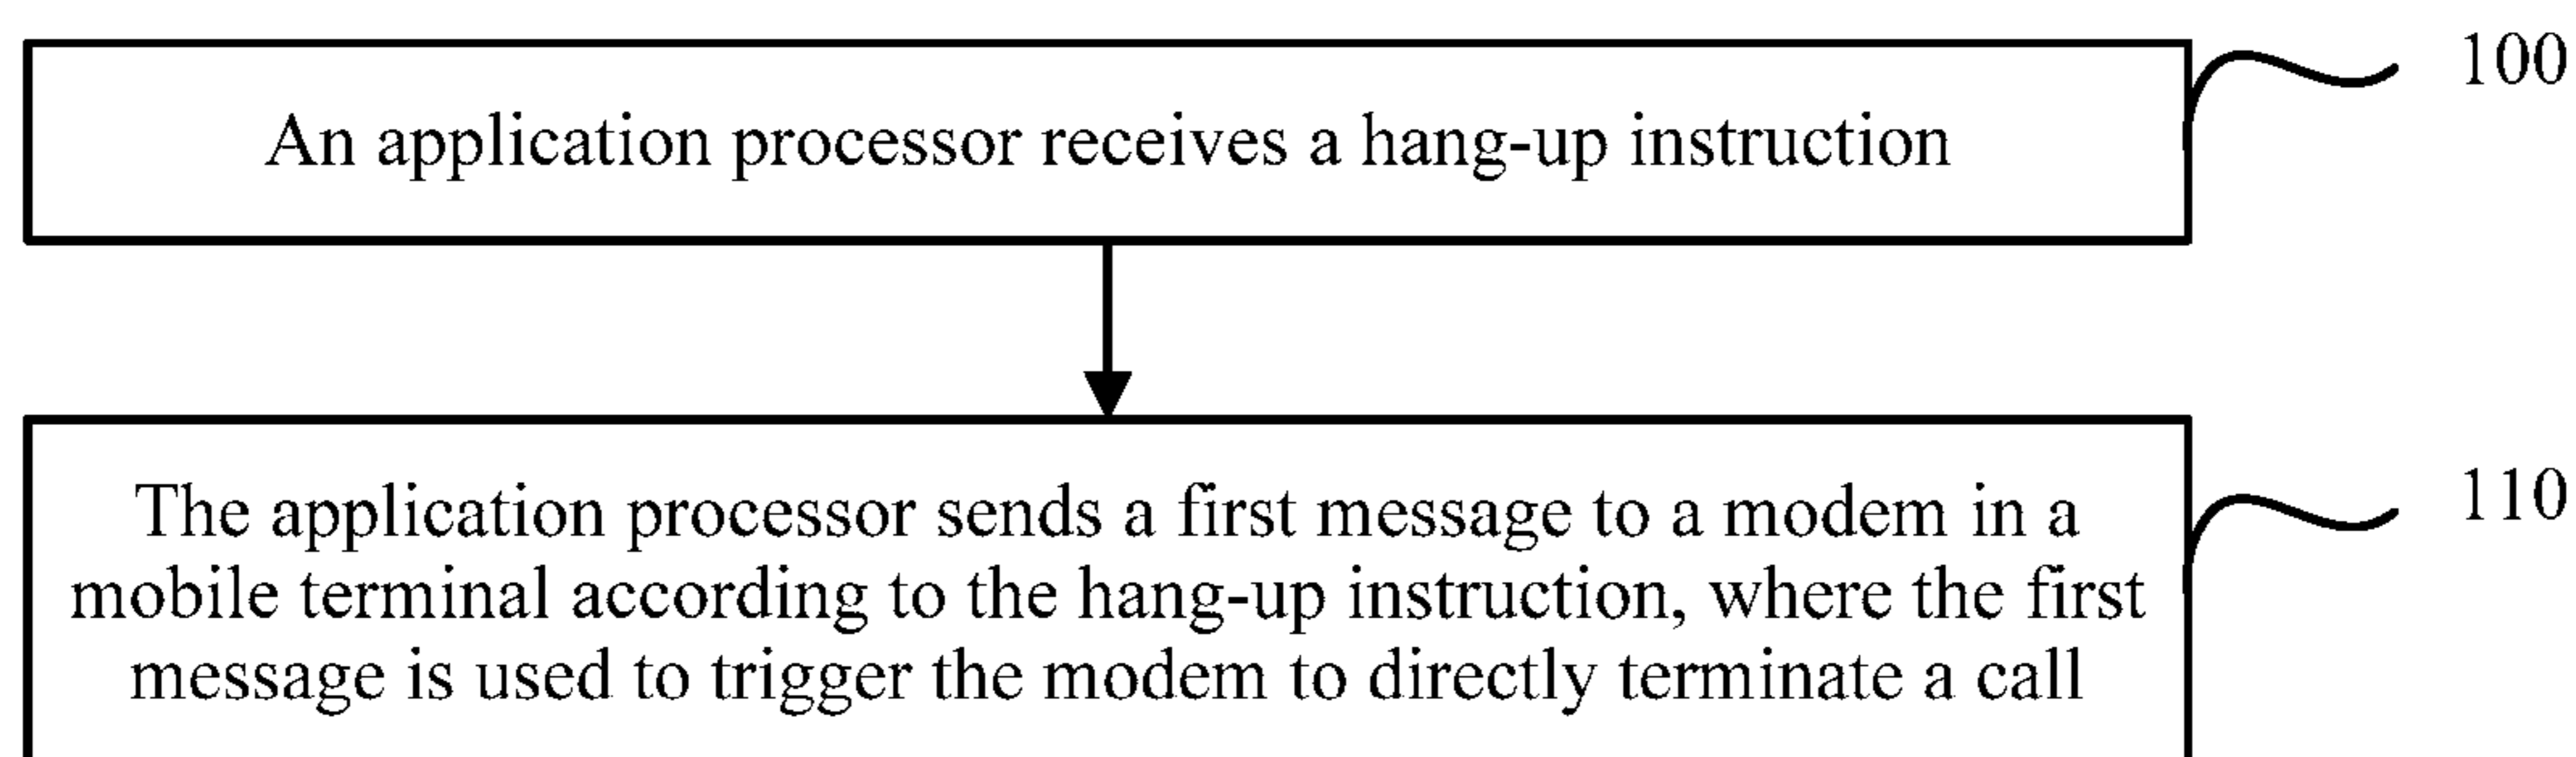 100
An application processor receives a hang-up instruction
110
The application processor sends a first message to a modem in a
mobile terminal according to the hang-up instruction, where the first
message is used to trigger the modem to directly terminate a call